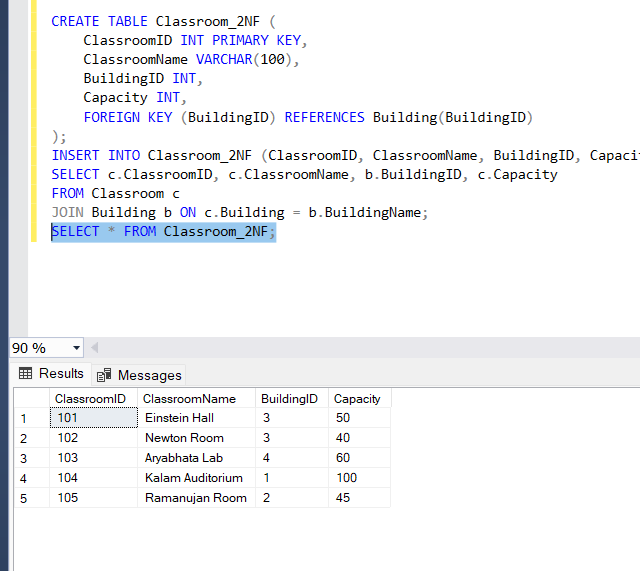 CREATE TABLE Classroom_2NF (
ClassroomID INT PRIMARY KEY,
ClassroomName VARCHAR(100),
BuildingID INT,
Capacity INT,
FOREIGN KEY (BuildingID) REFERENCES Building(BuildingID)
);
INSERT INTO Classroom_2NF (ClassroomID, ClassroomName, BuildingID, Capaci
SELECT c.ClassroomID, c.ClassroomName, b.BuildingID, c.Capacity
FROM Classroom c
JOIN Building b ON c.Building = b.BuildingName;
SELECT * FROM Classroom_2NF;
90 %
Results Messages
ClassroomID ClassroomName BuildingID Capacity
1 101 Einstein Hall 3 50
2 102 Newton Room 3 40
3 103 Aryabhata Lab 4 60
4 104 Kalam Auditorium 1 100
5 105 Ramanujan Room 2 45